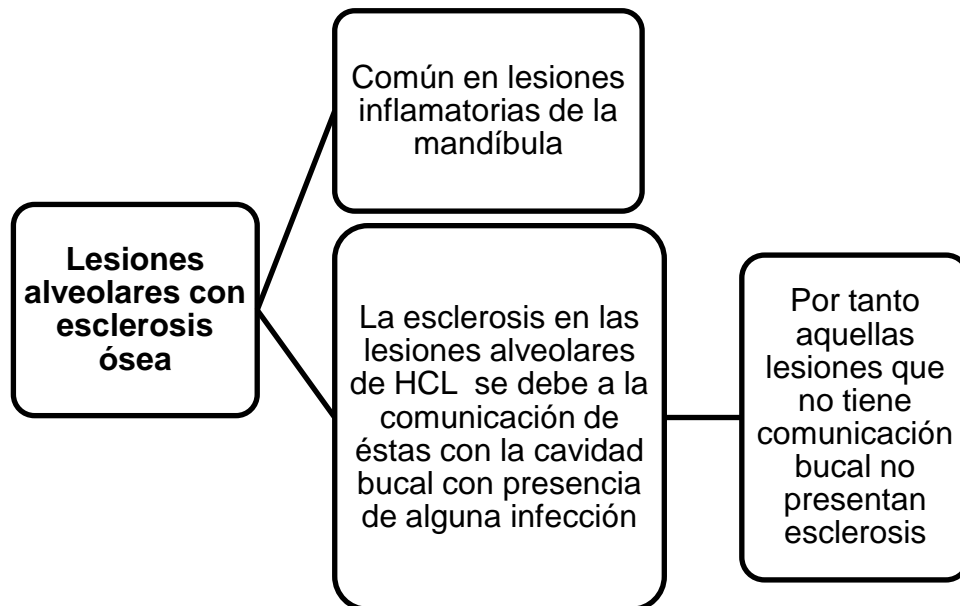 Común en lesiones
inflamatorias de la
mandíbula
Lesiones
alveolares con
esclerosis
ósea
La esclerosis en las
lesiones alveolares
de HCL se debe a la
comunicación de
éstas con la cavidad
bucal con presencia
de alguna infección
Por tanto
aquellas
lesiones que
no tiene
comunicación
bucal no
presentan
esclerosis